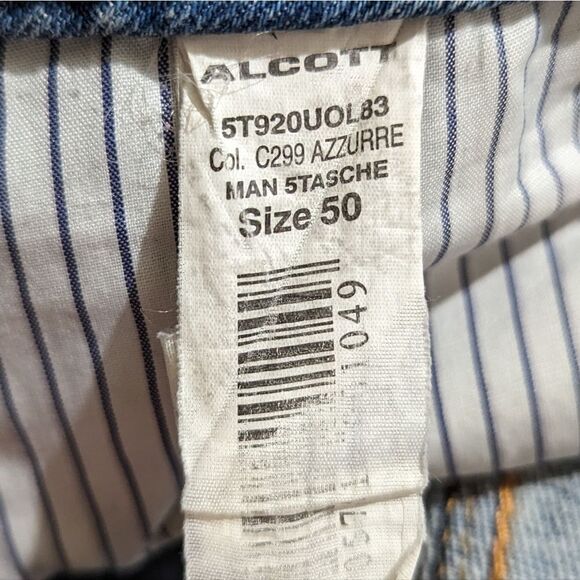 ALCOTT
5T920UOL83
Col. C299 AZZURRE
MAN 5TASCHE
Size 50
049